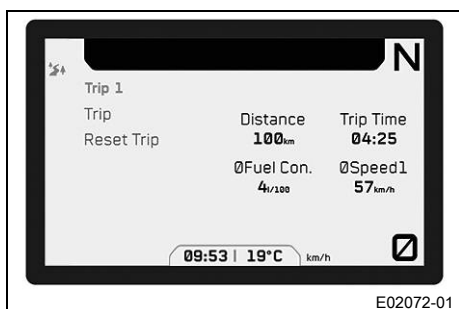 N
Trip 1
Trip
Reset Trip
Distance
100km
Trip Time
04:25
ØFuel Con.
4l/100
ØSpeed1
57km/h
09:53 | 19°C km/h
0
E02072-01